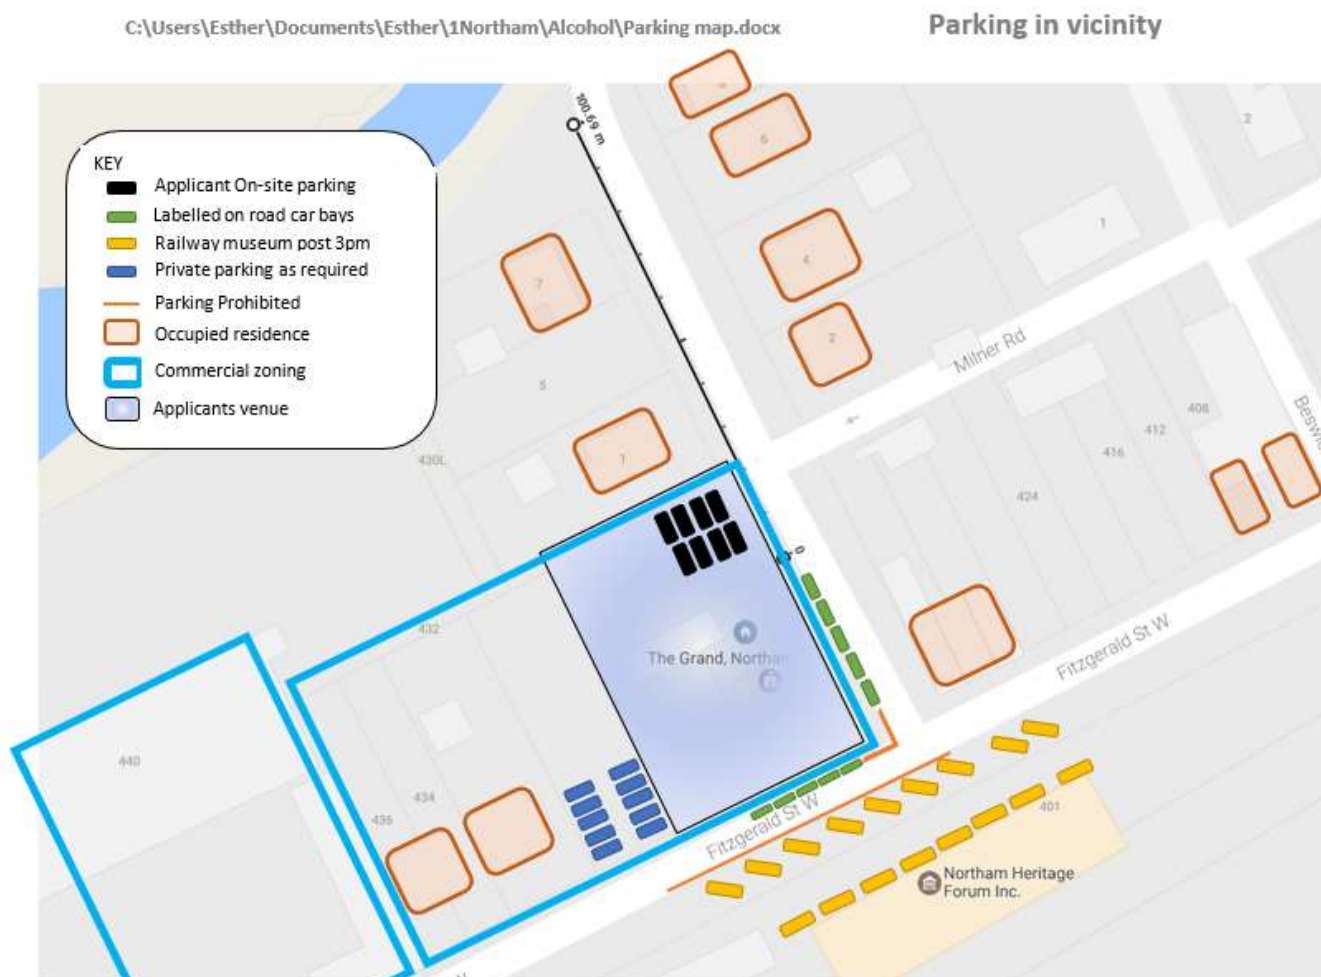 C:\Users\Esther\Documents\Esther\1Northam\Alcohol\Parking map.docx
Parking in vicinity
100.69 m
KEY
Applicant On-site parking
Labelled on road car bays
Railway museum post 3pm
Private parking as required
Parking Prohibited
Occupied residence
Commercial zoning
Applicants venue
6
2
4
1
7
2
Milner Rd
5
1
408
412
416
424
430L
0
432
The Grand, Northam
Fitzgerald St W
440
434
436
Fitzgerald St W
401
Northam Heritage
Forum Inc.